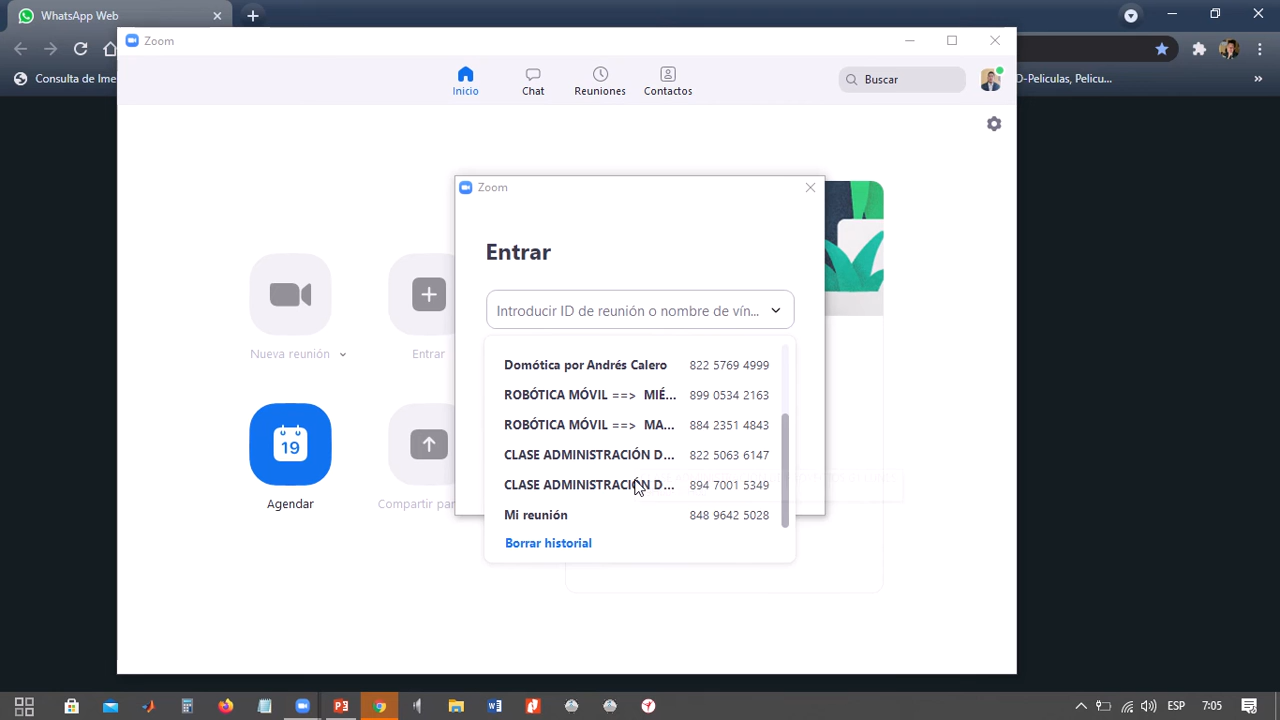 WhatsApp Web
Zoom
Consulta de Ime
D-Peliculas, Pelicu...
Inicio
Chat
Reuniones
Contactos
Buscar
Zoom
Entrar
Introducir ID de reunión o nombre de vín...
Domótica por Andrés Calero 822 5769 4999
ROBÓTICA MÓVIL ==> MIÉ... 899 0534 2163
ROBÓTICA MÓVIL ==> MA... 884 2351 4843
CLASE ADMINISTRACIÓN D... 822 5063 6147
CLASE ADMINISTRACIÓN D... 894 7001 5349
Mi reunión 848 9642 5028
Borrar historial
Nueva reunión
Entrar
19
Agendar
Compartir pan
ESP
7:05